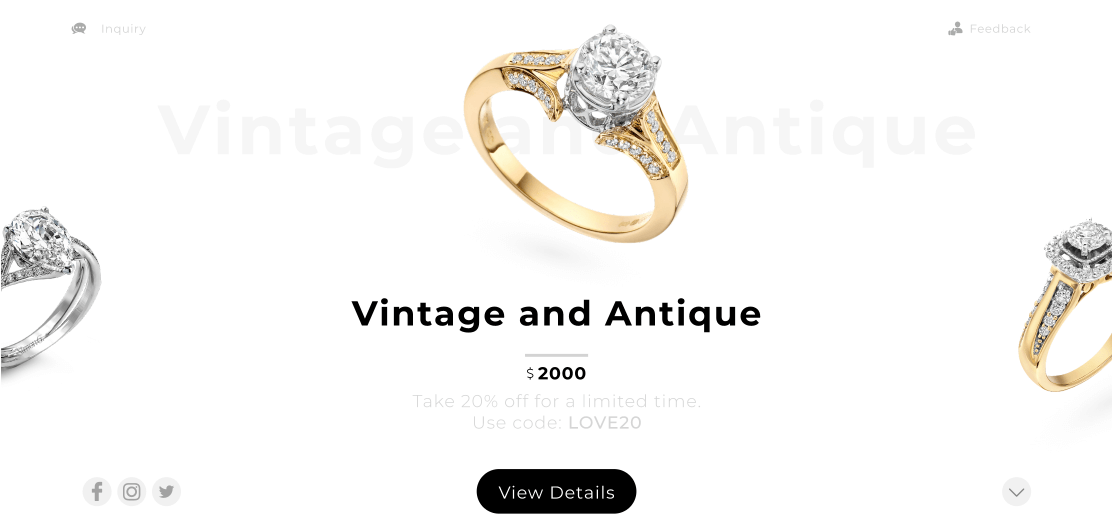 Inquiry
Feedback
Vintage and Antique
Vintage and Antique
$ 2000
Take 20% off for a limited time.
Use code: LOVE20
View Details